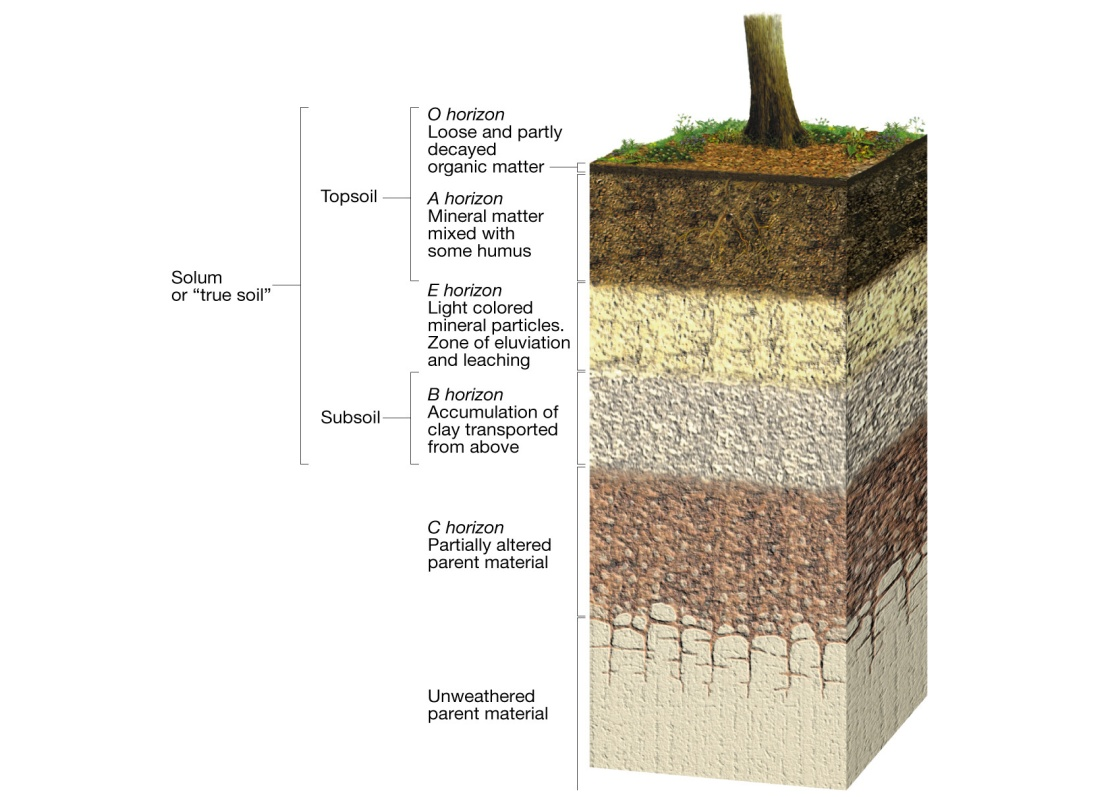 O horizon
Loose and partly
decayed
organic matter
Topsoil
A horizon
Mineral matter
mixed with
some humus
Solum
or “true soil”
E horizon
Light colored
mineral particles.
Zone of eluviation
and leaching
Subsoil
B horizon
Accumulation of
clay transported
from above
C horizon
Partially altered
parent material
Unweathered
parent material